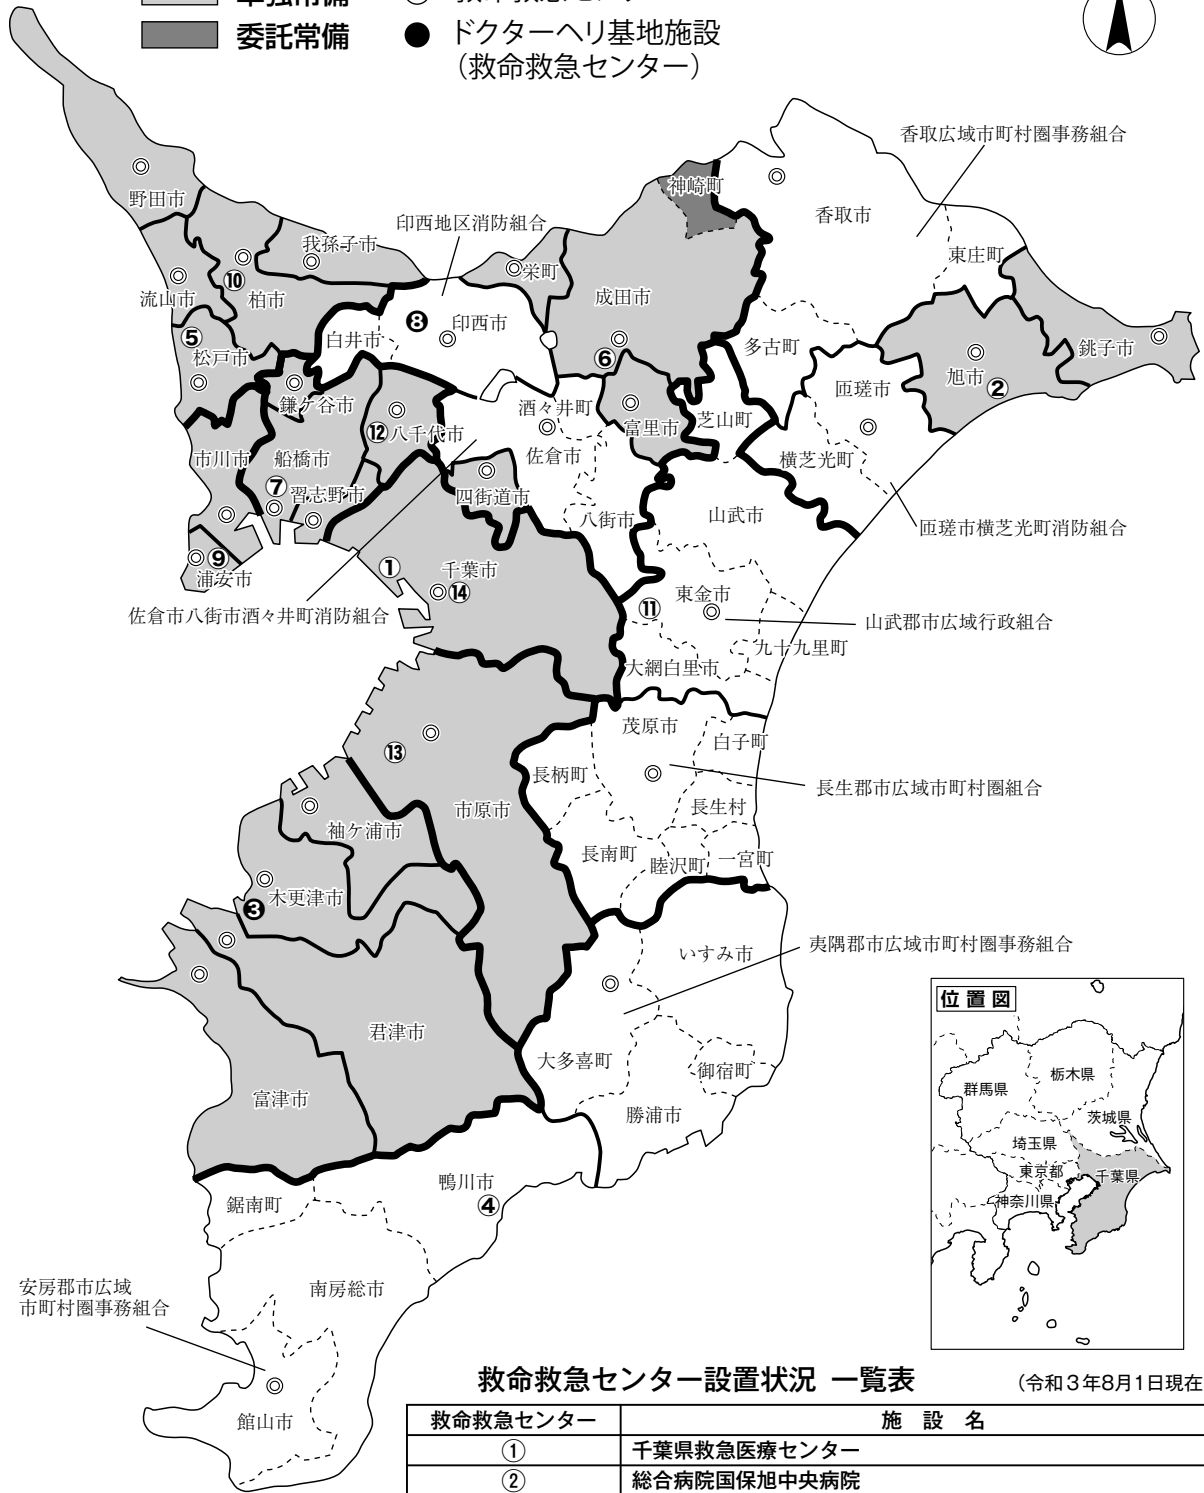 委託常備
ドクターヘリ基地施設
（救命救急センター）
香取広域市町村圏事務組合
神崎町
野田市
香取市
印西地区消防組合
我孫子市
東庄町
栄町
⑩
流山市
柏市
成田市
❽
印西市
白井市
⑤
松戸市
⑥
多古町
銚子市
旭市
②
匝瑳市
鎌ケ谷市
酒々井町
富里市
芝山町
⑫
八千代市
市川市
船橋市
佐倉市
横芝光町
⑦
習志野市
四街道市
八街市
山武市
匝瑳市横芝光町消防組合
⑨
浦安市
①
千葉市
⑭
東金市
⑪
佐倉市八街市酒々井町消防組合
山武郡市広域行政組合
九十九里町
大網白里市
茂原市
白子町
⑬
長柄町
長生郡市広域市町村圏組合
市原市
長生村
袖ケ浦市
長南町
睦沢町
一宮町
木更津市
❸
いすみ市
夷隅郡市広域市町村圏事務組合
位置図
君津市
大多喜町
御宿町
栃木県
群馬県
富津市
勝浦市
茨城県
埼玉県
東京都
千葉県
神奈川県
鴨川市
④
鋸南町
安房郡市広域
市町村圏事務組合
南房総市
館山市
救命救急センター設置状況 一覧表
（令和3年8月1日現在
救命救急センター 施設名
① 千葉県救急医療センター
② 総合病院国保旭中央病院